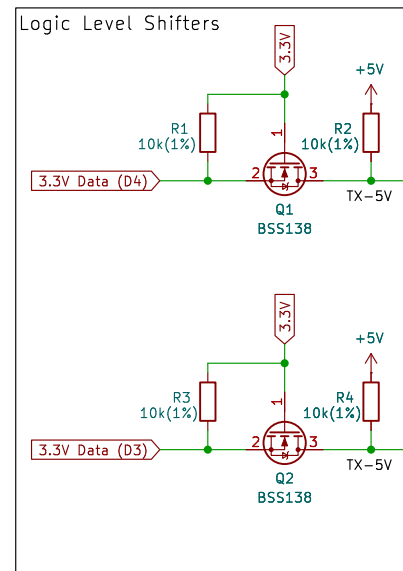 Logic Level Shifters
3.3V
+5V
R1
10k(1%)
R2
10k(1%)
1
3.3V Data (D4)
2
3
TX-5V
Q1
BSS138
3.3V
+5V
R3
10k(1%)
R4
10k(1%)
1
3.3V Data (D3)
2
3
TX-5V
Q2
BSS138